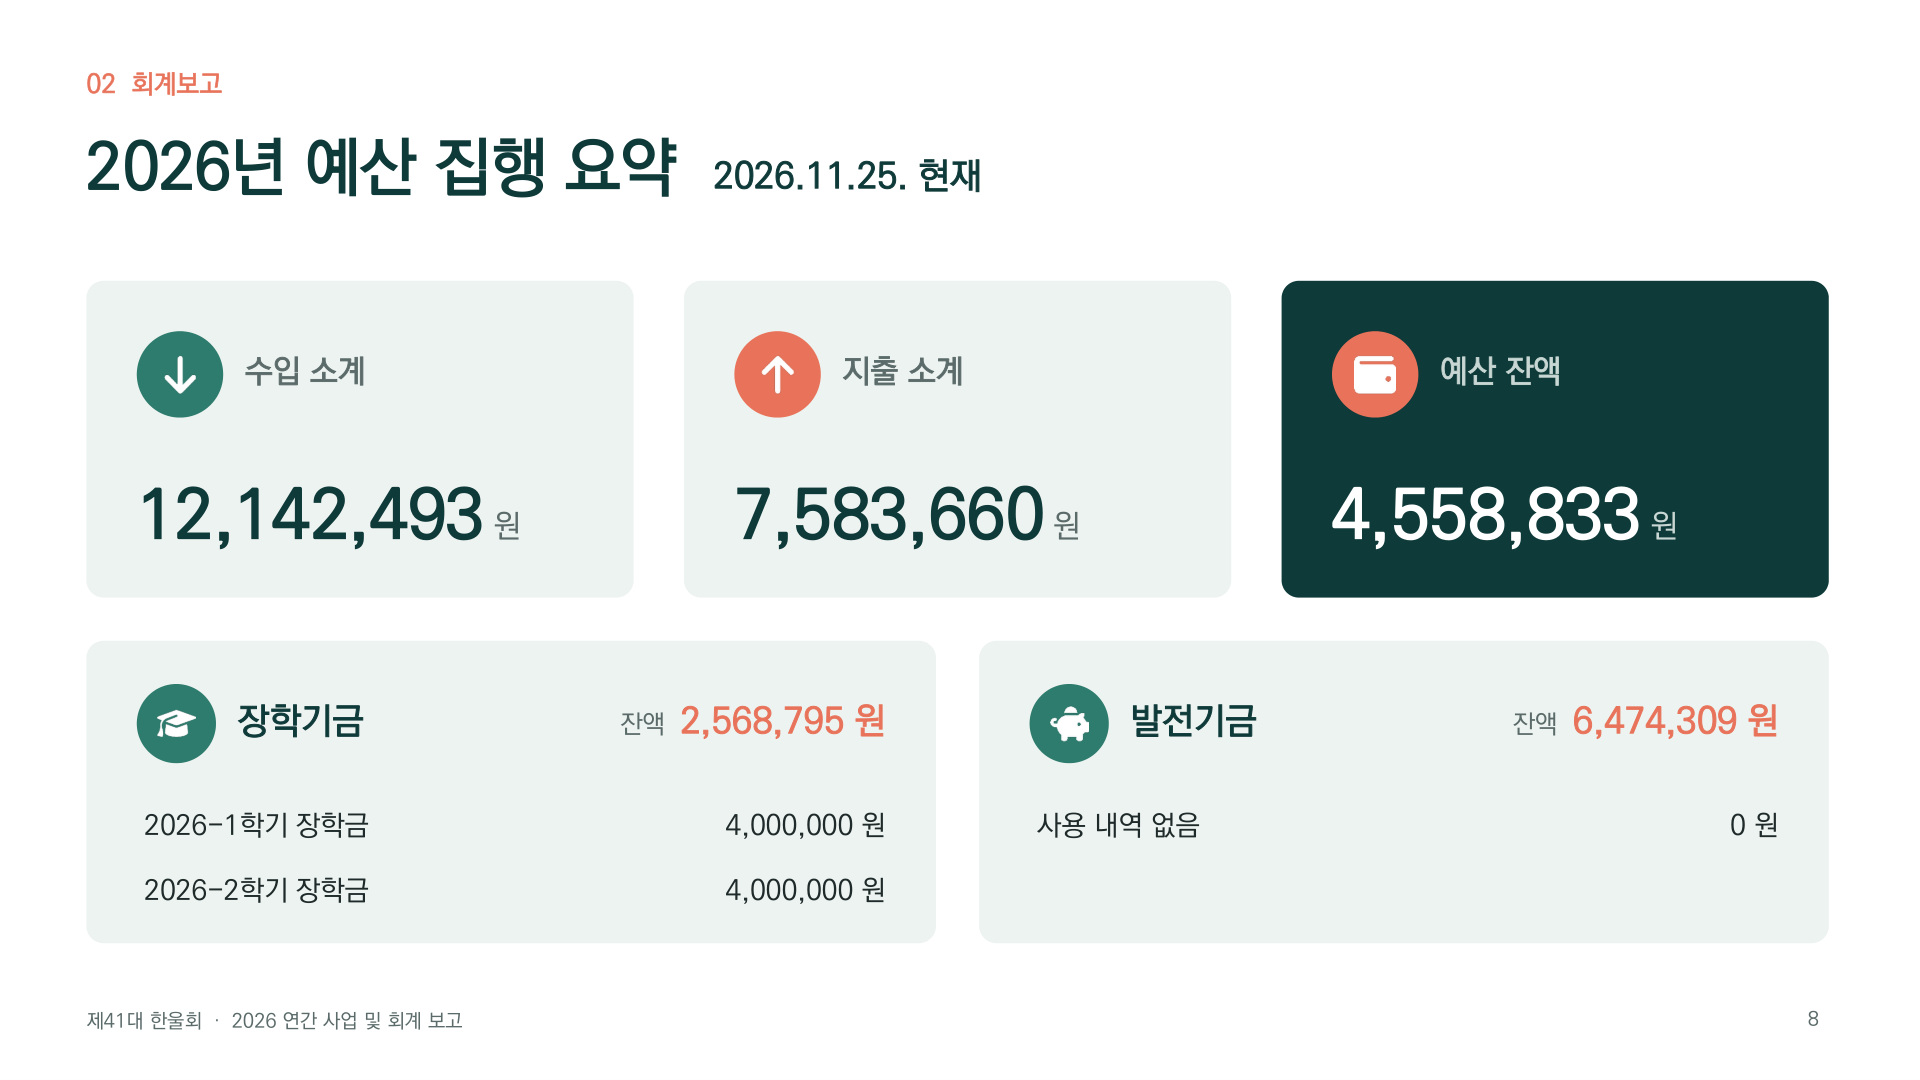 02 회계보고
2026년 예산 집행 요약 2026.11.25. 현재
수입 소계
12,142,493 원
지출 소계
7,583,660 원
예산 잔액
4,558,833 원
장학기금 잔액 2,568,795 원
2026-1학기 장학금 4,000,000 원
2026-2학기 장학금 4,000,000 원
발전기금 잔액 6,474,309 원
사용 내역 없음 0 원
제41대 한울회 · 2026 연간 사업 및 회계 보고
8